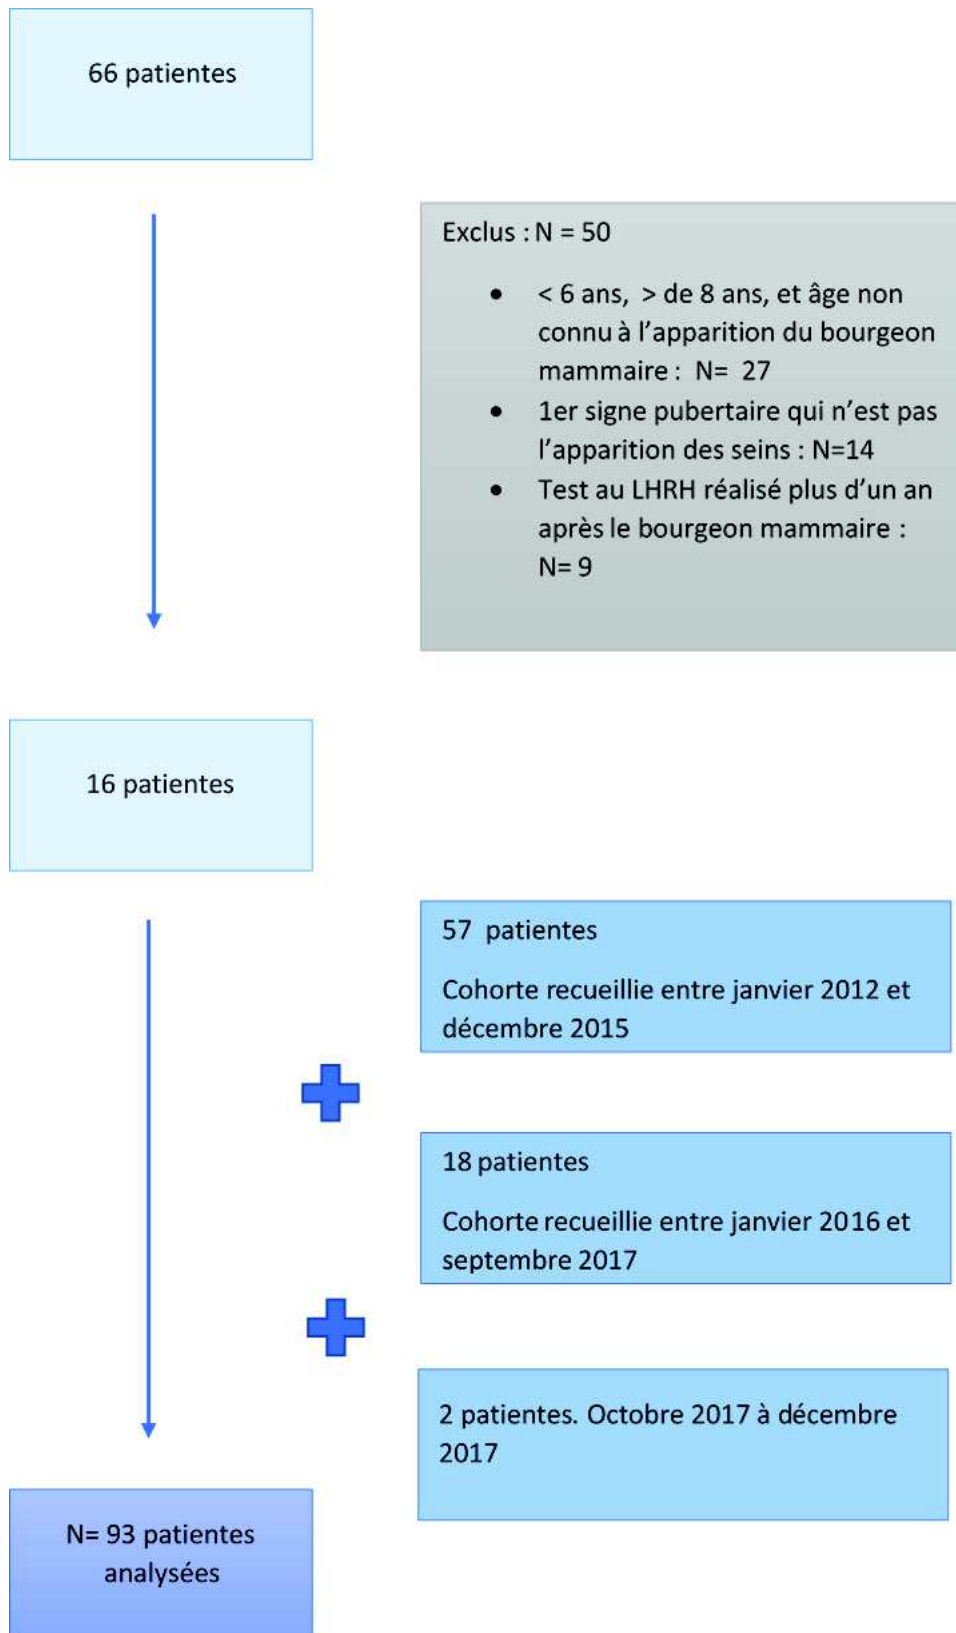 66 patientes
Exclus : N = 50
• < 6 ans, > de 8 ans, et âge non
connu à l’apparition du bourgeon
mammaire : N= 27
• 1er signe pubertaire qui n’est pas
l’apparition des seins : N=14
• Test au LHRH réalisé plus d’un an
après le bourgeon mammaire :
N= 9
16 patientes
57 patientes
Cohorte recueillie entre janvier 2012 et
décembre 2015
18 patientes
Cohorte recueillie entre janvier 2016 et
septembre 2017
2 patientes. Octobre 2017 à décembre
2017
N= 93 patientes
analysées